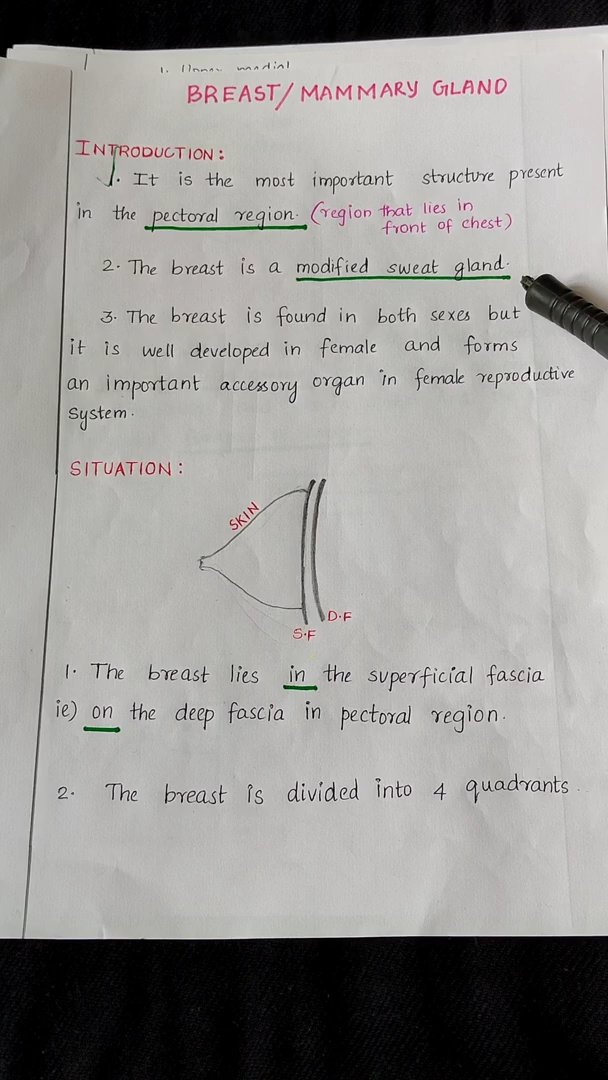 1.
BREAST/ MAMMARY GLAND
INTRODUCTION:
1. It is the most important structure present
in the pectoral region. (region that lies in
front of chest)
2. The breast is a modified sweat gland.
3. The breast is found in both sexes but
it is well developed in female and forms
an important accessory organ in female reproductive
system.
SITUATION:
SKIN
D.F
S.F
1. The breast lies in the superficial fascia
ie) on the deep fascia in pectoral region.
2. The breast is divided into 4 quadrants.